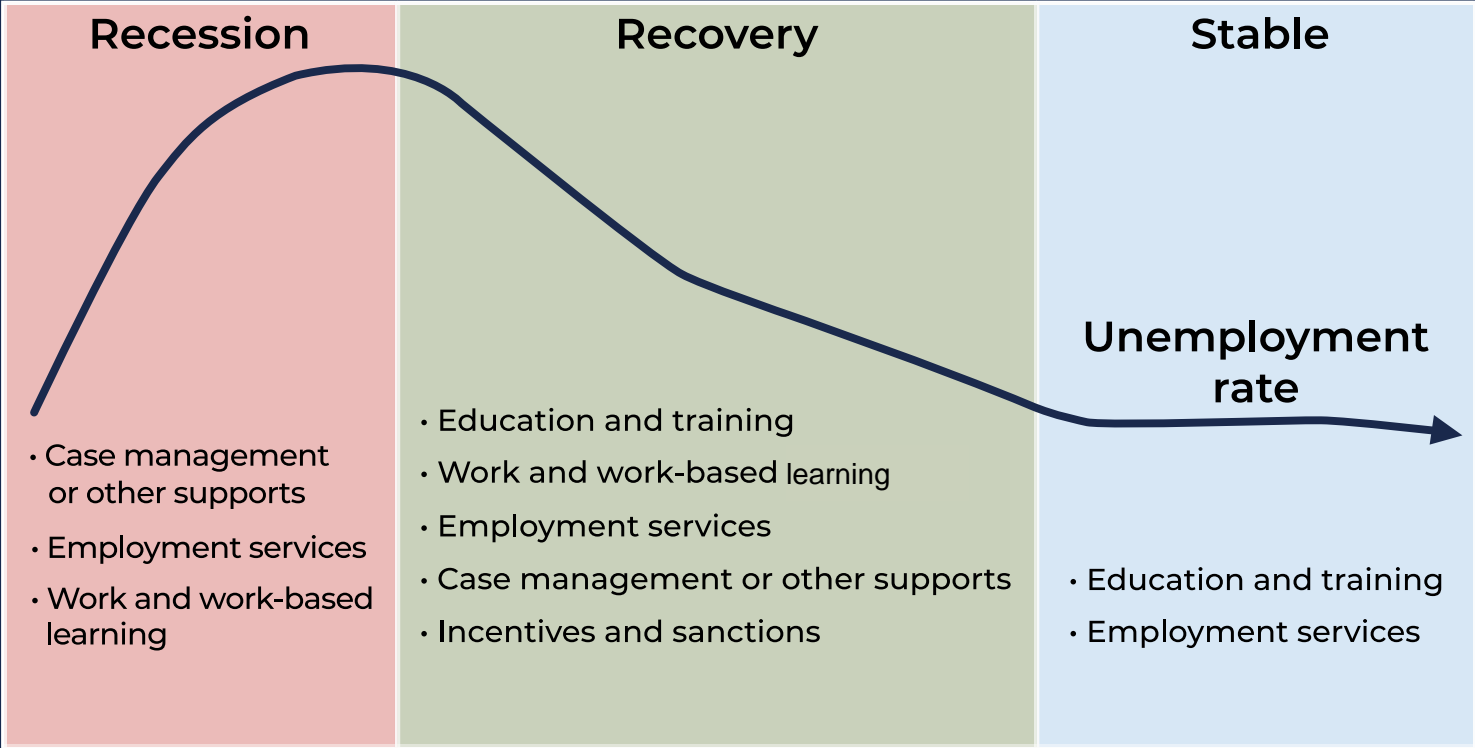 Recession
· Case management
or other supports
· Employment services
· Work and work-based
learning
Recovery
· Education and training
· Work and work-based learning
· Employment services
· Case management or other supports
· Incentives and sanctions
Stable
Unemployment
rate
· Education and training
· Employment services